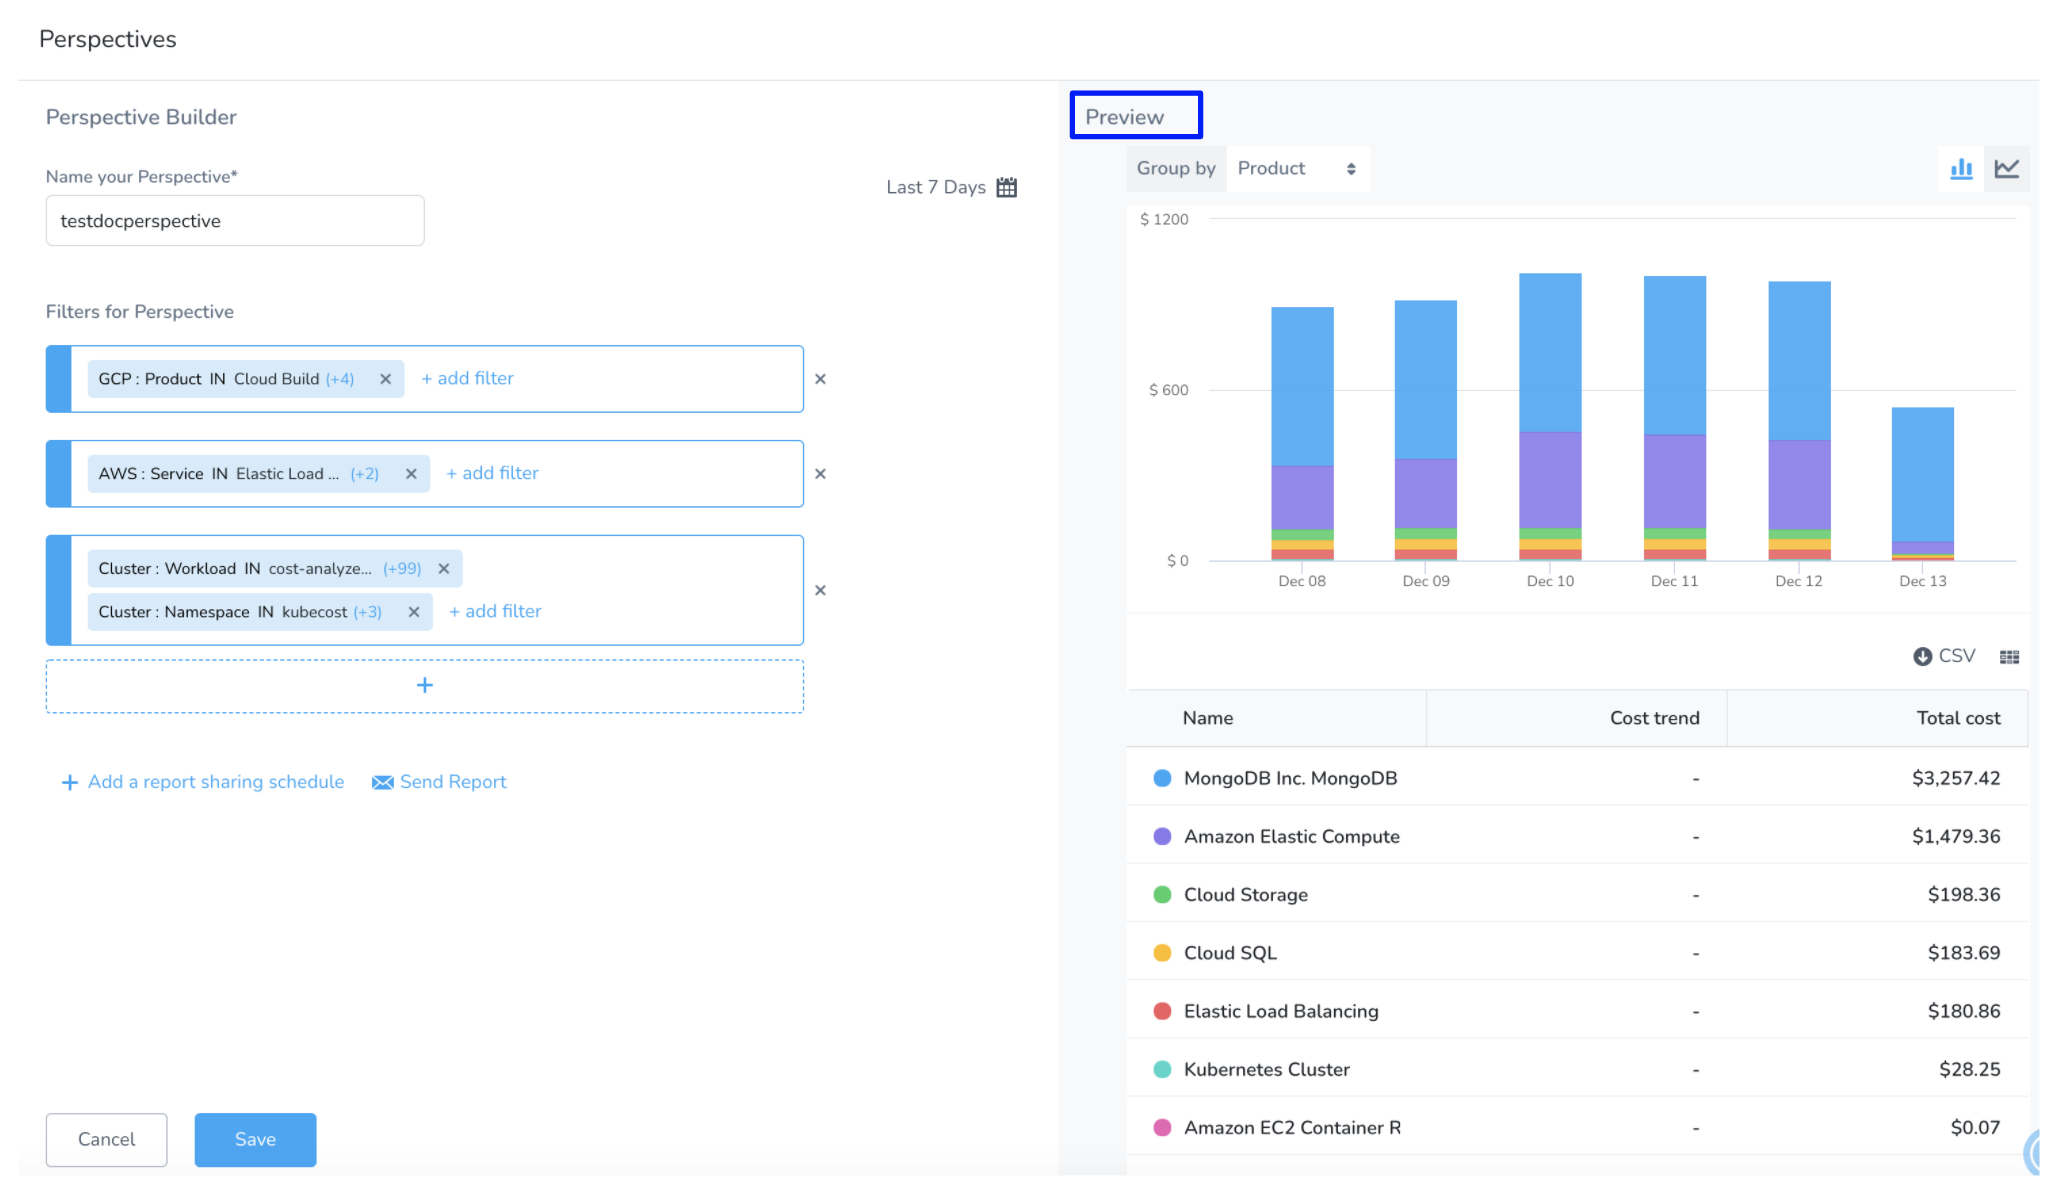 Perspectives
Perspective Builder
Name your Perspective*
testdocperspective
Last 7 Days
Filters for Perspective
GCP : Product IN Cloud Build (+4) × + add filter ×
AWS : Service IN Elastic Load ... (+2) × + add filter ×
Cluster : Workload IN cost-analyze... (+99) ×
Cluster : Namespace IN kubecost (+3) × + add filter ×
+
+ Add a report sharing schedule Send Report
Cancel Save
Preview
Group by Product
$ 1200
$ 600
$ 0
Dec 08 Dec 09 Dec 10 Dec 11 Dec 12 Dec 13
CSV
Name Cost trend Total cost
MongoDB Inc. MongoDB - $3,257.42
Amazon Elastic Compute - $1,479.36
Cloud Storage - $198.36
Cloud SQL - $183.69
Elastic Load Balancing - $180.86
Kubernetes Cluster - $28.25
Amazon EC2 Container R - $0.07